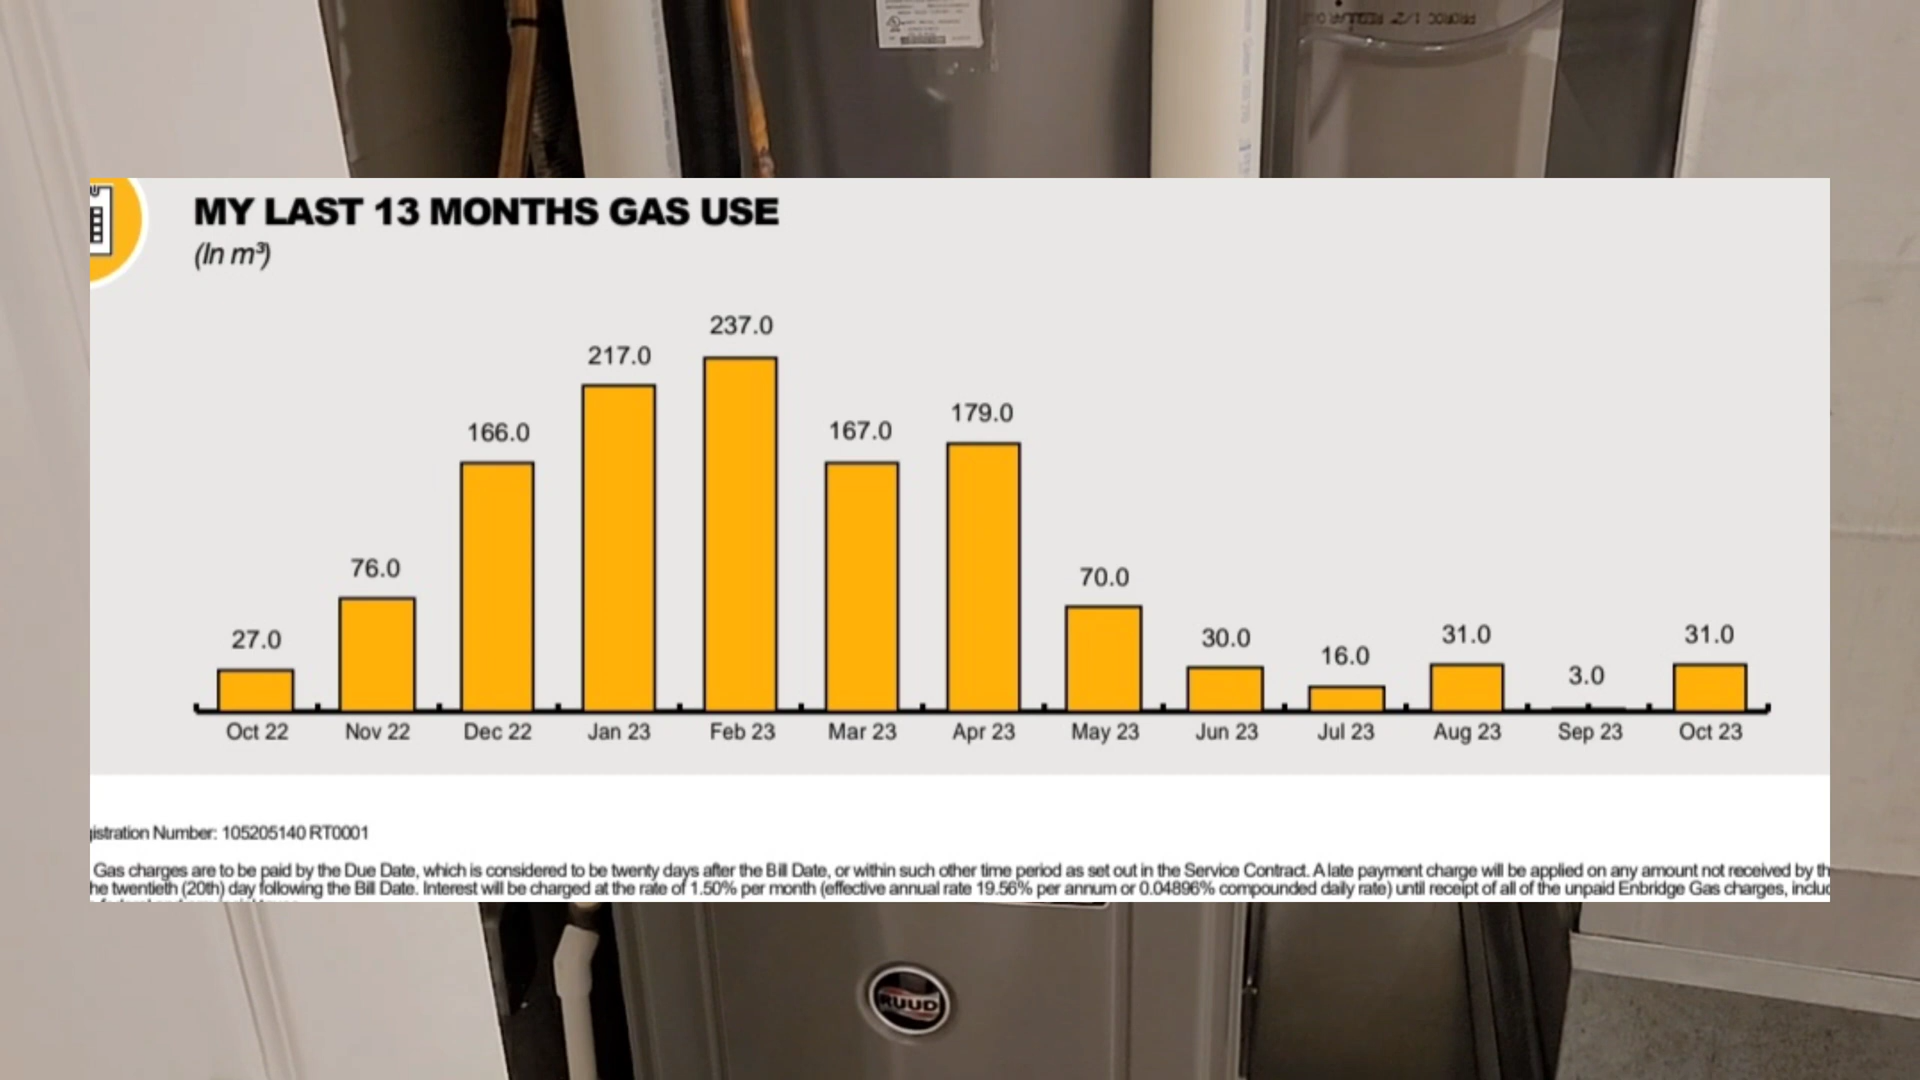 MY LAST 13 MONTHS GAS USE
(In m³)
237.0
217.0
179.0
166.0
167.0
76.0
70.0
27.0
30.0
16.0
31.0
3.0
31.0
Oct 22 Nov 22 Dec 22 Jan 23 Feb 23 Mar 23 Apr 23 May 23 Jun 23 Jul 23 Aug 23 Sep 23 Oct 23
gistration Number: 105205140 RT0001
Gas charges are to be paid by the Due Date, which is considered to be twenty days after the Bill Date, or within such other time period as set out in the Service Contract. A late payment charge will be applied on any amount not received by th
he twentieth (20th) day following the Bill Date. Interest will be charged at the rate of 1.50% per month (effective annual rate 19.56% per annum or 0.04896% compounded daily rate) until receipt of all of the unpaid Enbridge Gas charges, includ
RUUD